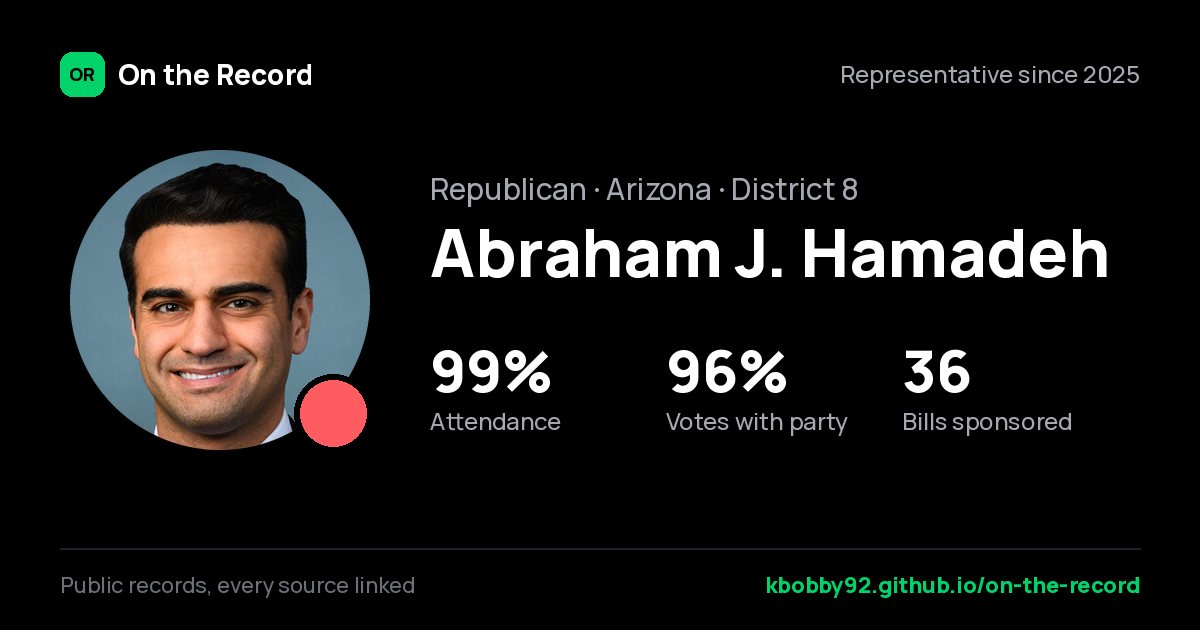 OR
On the Record
Representative since 2025
Republican · Arizona · District 8
Abraham J. Hamadeh
99%
Attendance
96%
Votes with party
36
Bills sponsored
Public records, every source linked
kbobby92.github.io/on-the-record